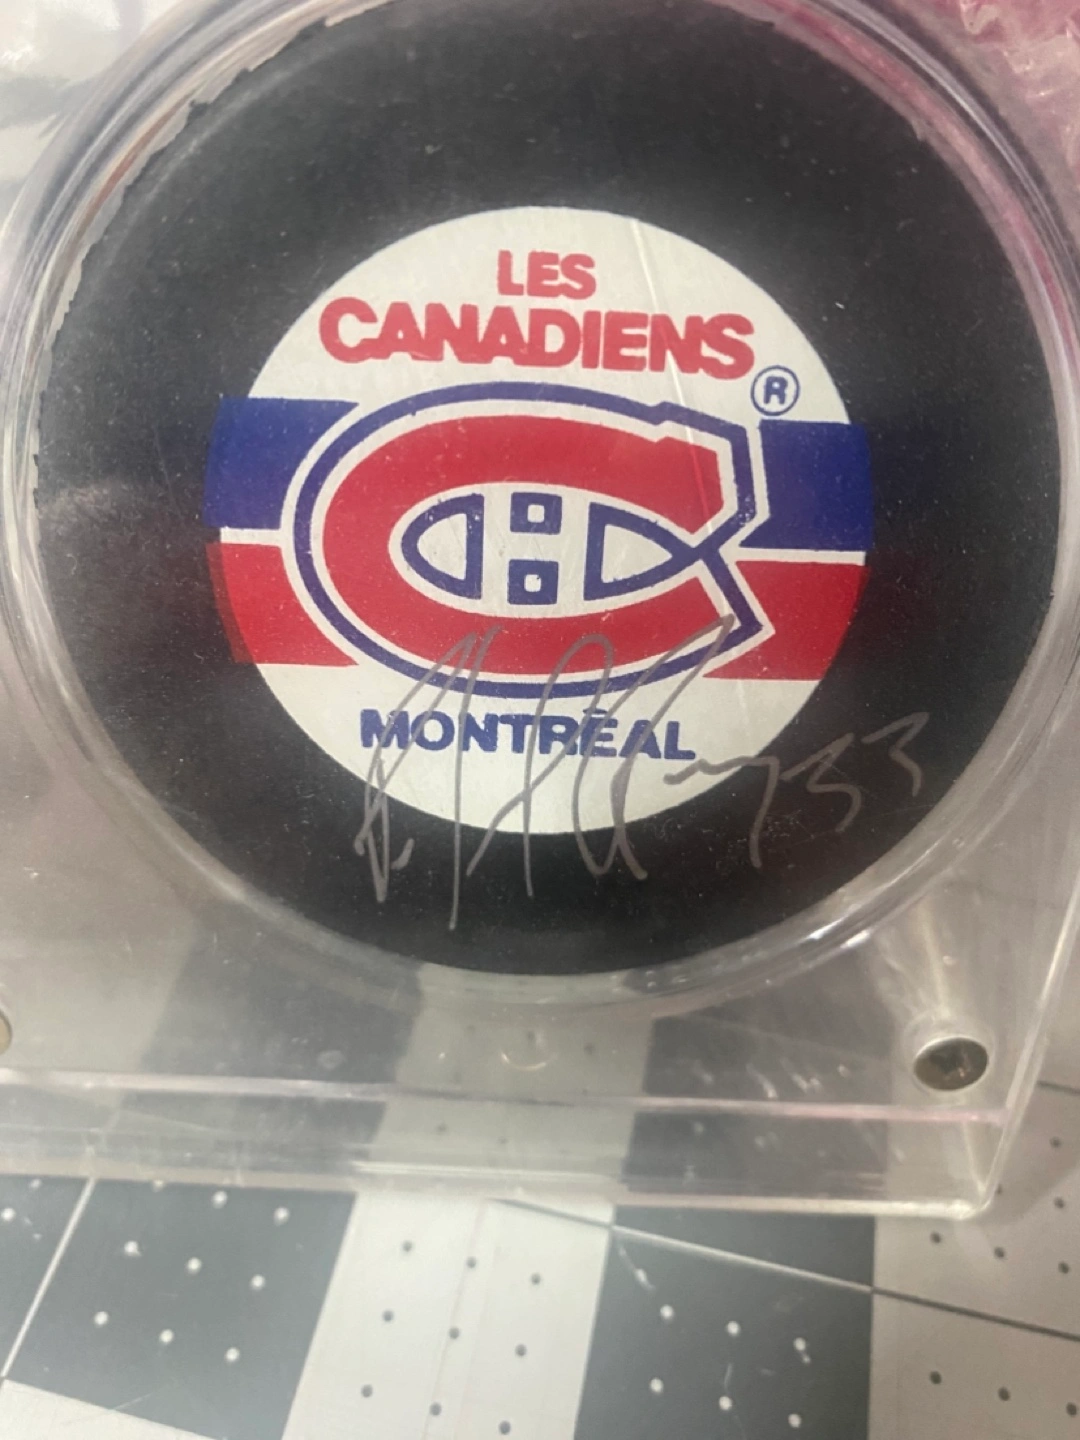 LES
CANADIENS
®
MONTRÉAL
33